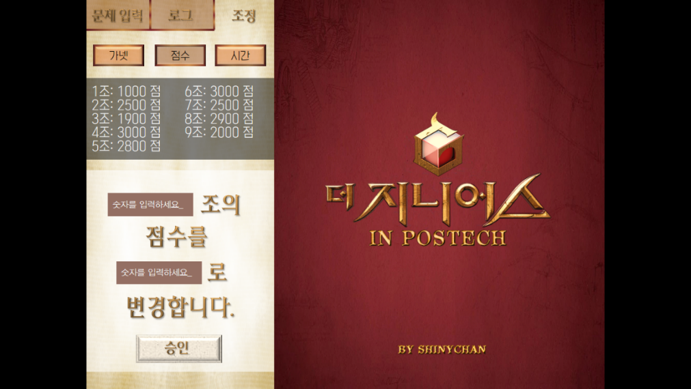 문제 입력 로그 조정
가넷 점수 시간
1조: 1000 점 6조: 3000 점
2조: 2500 점 7조: 2500 점
3조: 1900 점 8조: 2900 점
4조: 3000 점 9조: 2000 점
5조: 2800 점
숫자를 입력하세요_ 조의
점수를
숫자를 입력하세요_ 로
변경합니다.
승인
더 지니어스
IN POSTECH
BY SHINYCHAN